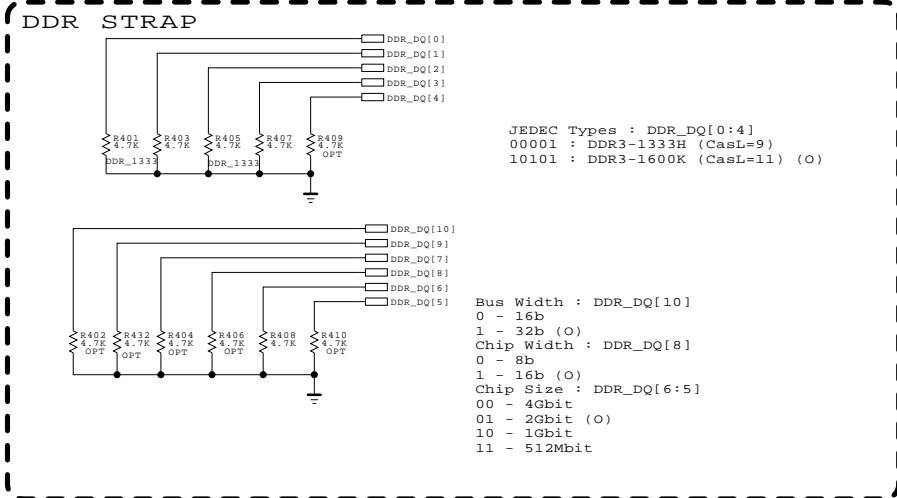 DDR STRAP
DDR_DQ[0]
DDR_DQ[1]
DDR_DQ[2]
DDR_DQ[3]
DDR_DQ[4]
R401
4.7K
DDR_1333
R403
4.7K
R405
4.7K
DDR_1333
R407
4.7K
R409
4.7K
OPT
JEDEC Types : DDR_DQ[0:4]
00001 : DDR3-1333H (CasL=9)
10101 : DDR3-1600K (CasL=11) (O)
DDR_DQ[10]
DDR_DQ[9]
DDR_DQ[7]
DDR_DQ[8]
DDR_DQ[6]
DDR_DQ[5]
R402
4.7K
OPT
R432
4.7K
OPT
R404
4.7K
OPT
R406
4.7K
OPT
R408
4.7K
R410
4.7K
OPT
Bus Width : DDR_DQ[10]
0 - 16b
1 - 32b (O)
Chip Width : DDR_DQ[8]
0 - 8b
1 - 16b (O)
Chip Size : DDR_DQ[6:5]
00 - 4Gbit
01 - 2Gbit (O)
10 - 1Gbit
11 - 512Mbit